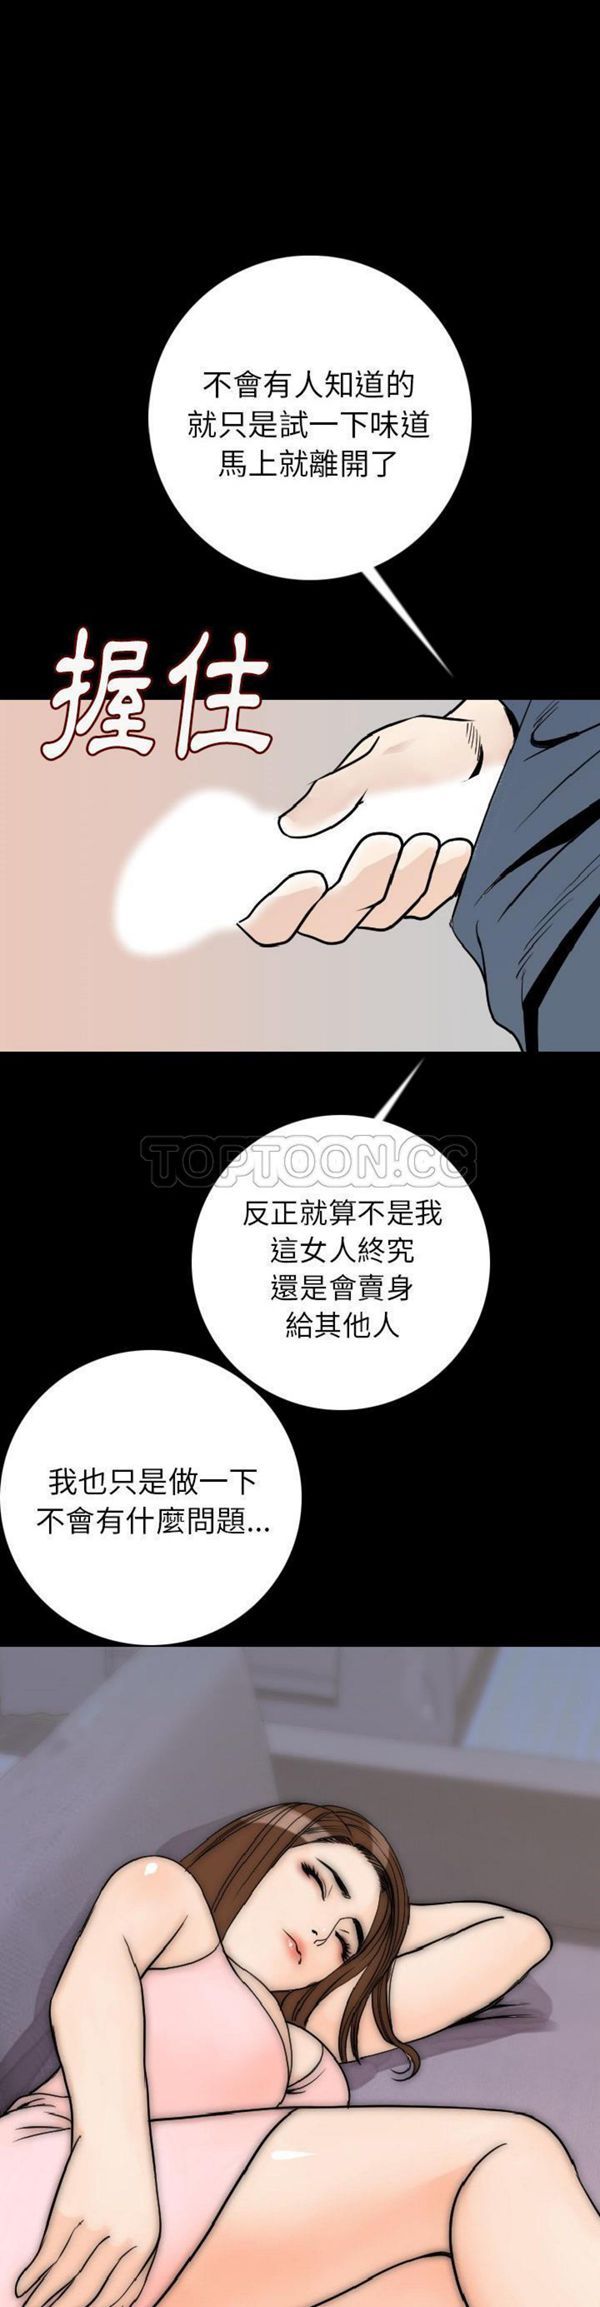 不會有人知道的
就只是試一下味道
馬上就離開了
握住
TOPTOON.CC
反正就算不是我
這女人終究
還是會賣身
給其他人
我也只是做一下
不會有什麼問題...